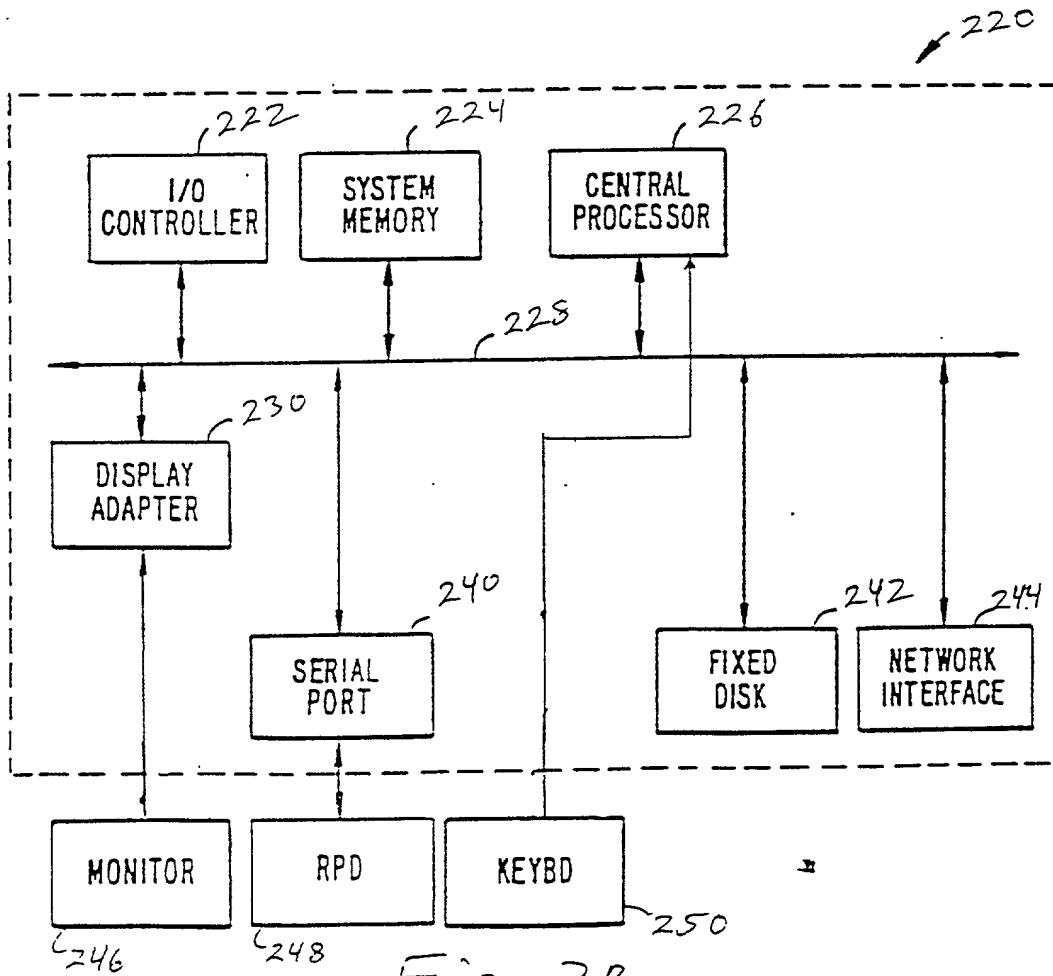 220
222
224
226
I/O
CONTROLLER
SYSTEM
MEMORY
CENTRAL
PROCESSOR
228
230
DISPLAY
ADAPTER
240
242
244
SERIAL
PORT
FIXED
DISK
NETWORK
INTERFACE
MONITOR
RPD
KEYBD
246
248
250